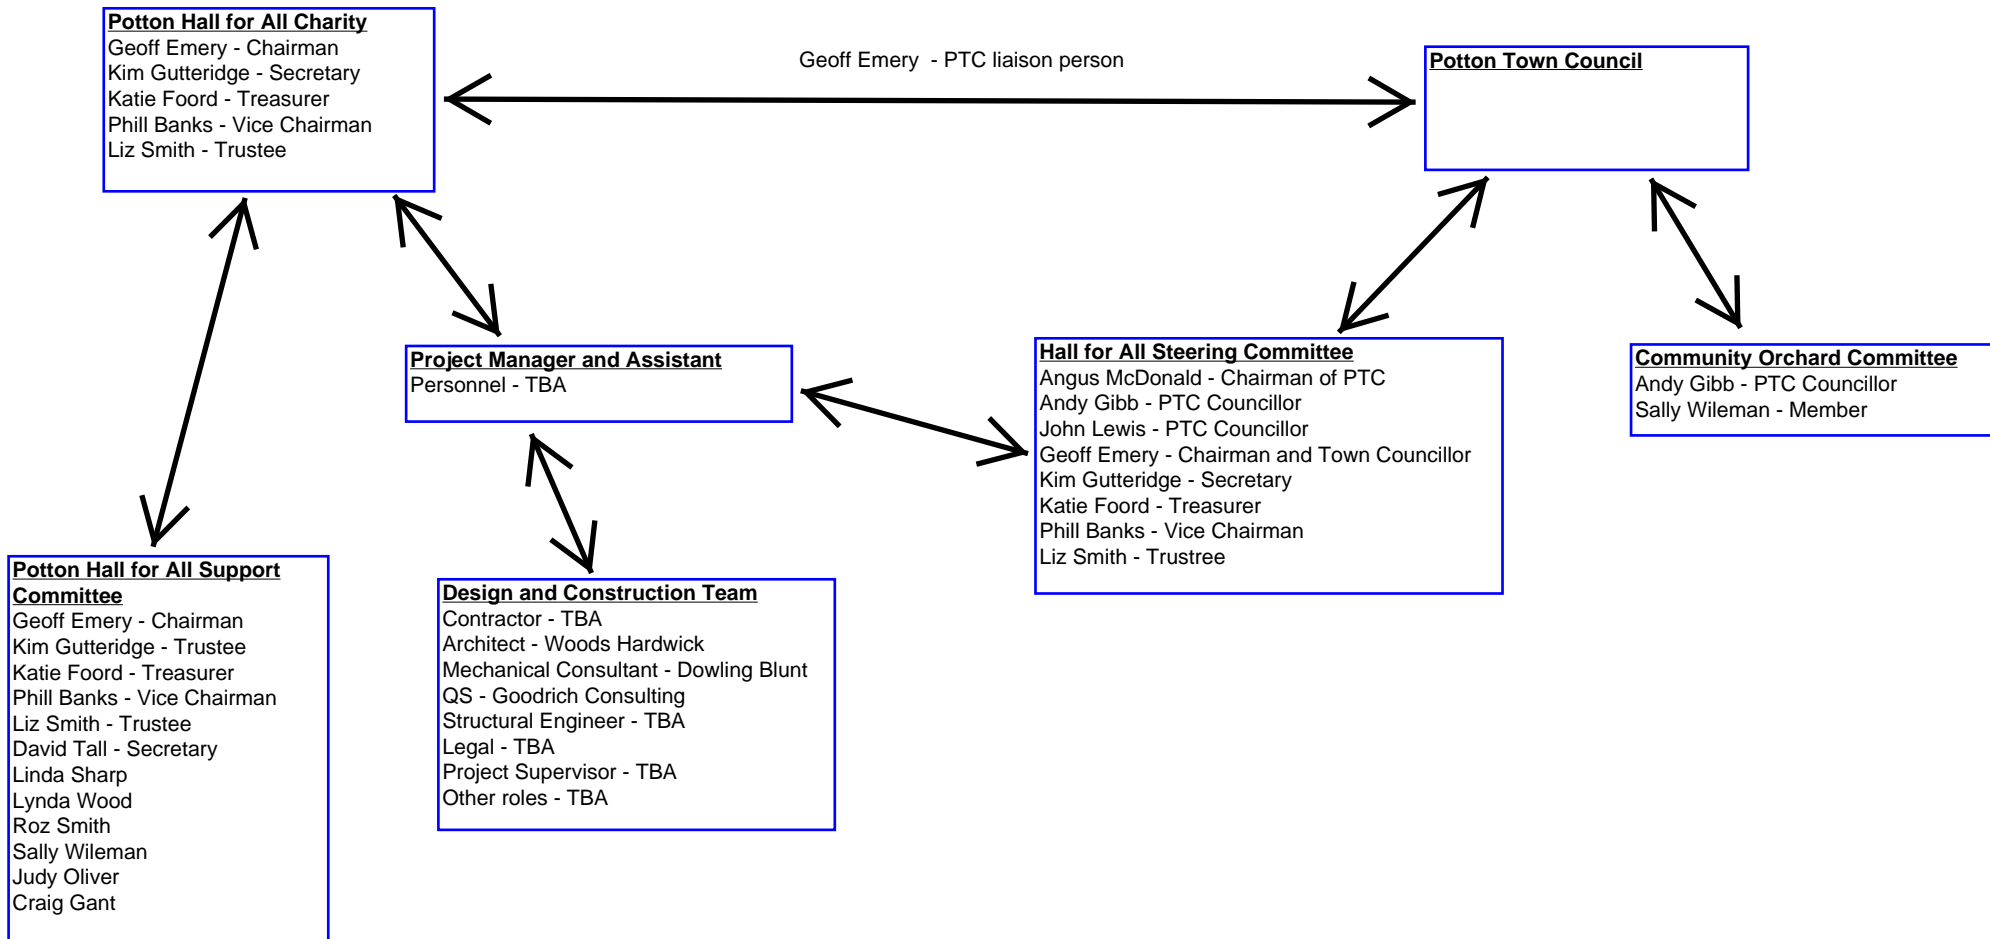 Potton Hall for All Charity
Geoff Emery - Chairman
Kim Gutteridge - Secretary
Katie Foord - Treasurer
Phill Banks - Vice Chairman
Liz Smith - Trustee
Geoff Emery  - PTC liaison person
Potton Town Council
Project Manager and Assistant
Personnel - TBA
Hall for All Steering Committee
Angus McDonald - Chairman of PTC
Andy Gibb - PTC Councillor
John Lewis - PTC Councillor
Geoff Emery - Chairman and Town Councillor
Kim Gutteridge - Secretary
Katie Foord - Treasurer
Phill Banks - Vice Chairman
Liz Smith - Trustree
Community Orchard Committee
Andy Gibb - PTC Councillor
Sally Wileman - Member
Potton Hall for All Support
Committee
Geoff Emery - Chairman
Kim Gutteridge - Trustee
Katie Foord - Treasurer
Phill Banks - Vice Chairman
Liz Smith - Trustee
David Tall - Secretary
Linda Sharp
Lynda Wood
Roz Smith
Sally Wileman
Judy Oliver
Craig Gant
Design and Construction Team
Contractor - TBA
Architect - Woods Hardwick
Mechanical Consultant - Dowling Blunt
QS - Goodrich Consulting
Structural Engineer - TBA
Legal - TBA
Project Supervisor - TBA
Other roles - TBA